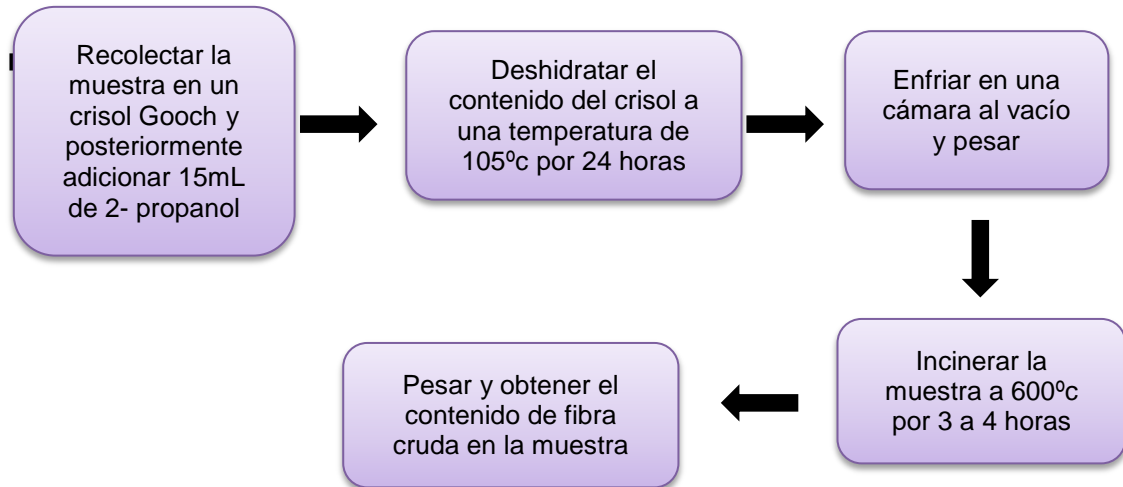 Recolectar la
muestra en un
crisol Gooch y
posteriormente
adicionar 15mL
de 2- propanol
Deshidratar el
contenido del crisol a
una temperatura de
105ºc por 24 horas
Enfriar en una
cámara al vacío
y pesar
Incinerar la
muestra a 600ºc
por 3 a 4 horas
Pesar y obtener el
contenido de fibra
cruda en la muestra